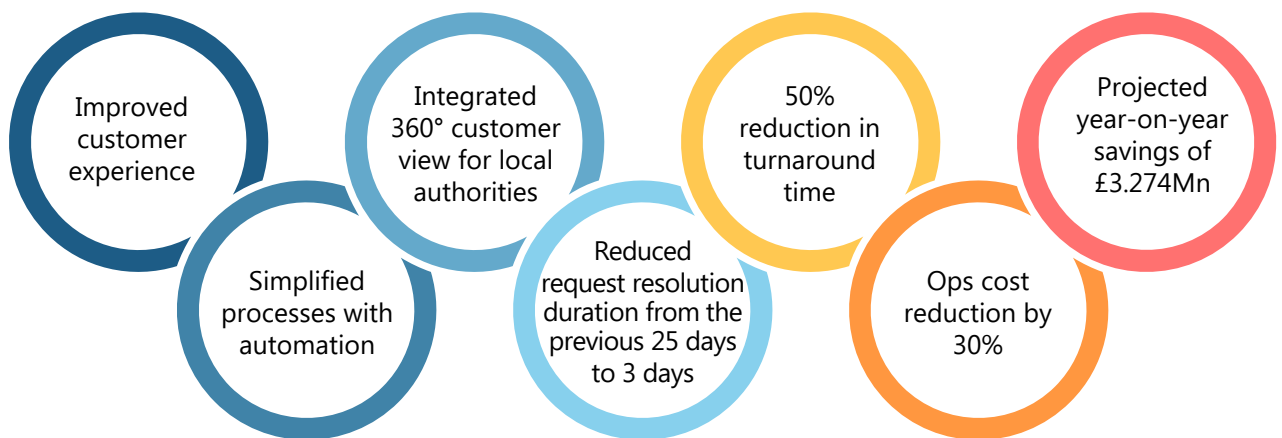 Improved
customer
experience
Simplified
processes with
automation
Integrated
360° customer
view for local
authorities
Reduced
request resolution
duration from the
previous 25 days
to 3 days
50%
reduction in
turnaround
time
Ops cost
reduction by
30%
Projected
year-on-year
savings of
£3.274Mn